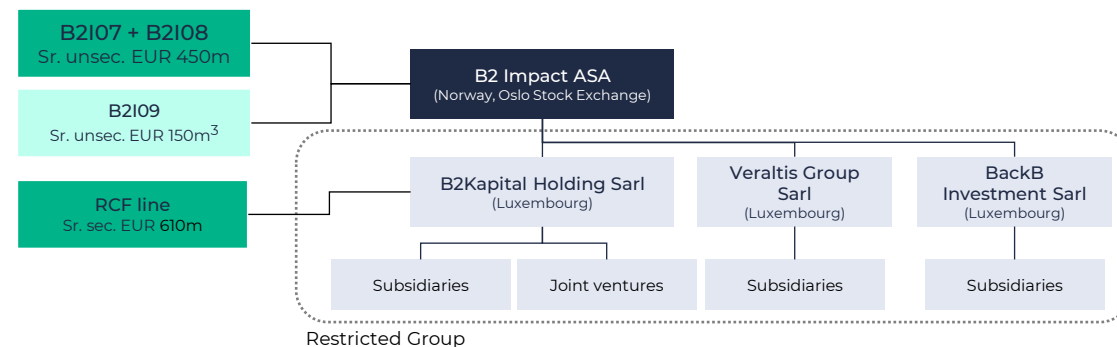 B2I07 + B2I08
Sr. unsec. EUR 450m
B2I09
Sr. unsec. EUR 150m3
RCF line
Sr. sec. EUR 610m
B2 Impact ASA
(Norway, Oslo Stock Exchange)
B2Kapital Holding Sarl
(Luxembourg)
Veraltis Group
Sarl
(Luxembourg)
BackB
Investment Sarl
(Luxembourg)
Subsidiaries
Joint ventures
Subsidiaries
Subsidiaries
Restricted Group